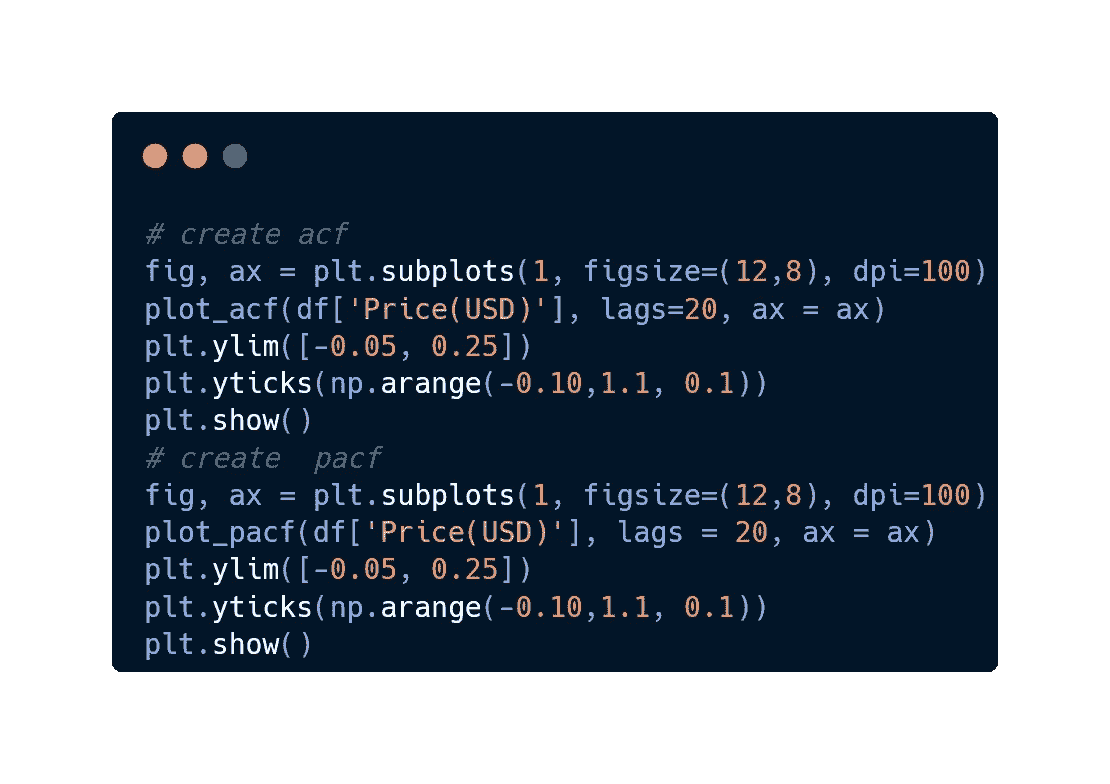 # create acf
fig, ax = plt.subplots(1, figsize=(12,8), dpi=100)
plot_acf(df['Price(USD)'], lags=20, ax = ax)
plt.ylim([-0.05, 0.25])
plt.yticks(np.arange(-0.10,1.1, 0.1))
plt.show()
# create  pacf
fig, ax = plt.subplots(1, figsize=(12,8), dpi=100)
plot_pacf(df['Price(USD)'], lags = 20, ax = ax)
plt.ylim([-0.05, 0.25])
plt.yticks(np.arange(-0.10,1.1, 0.1))
plt.show()